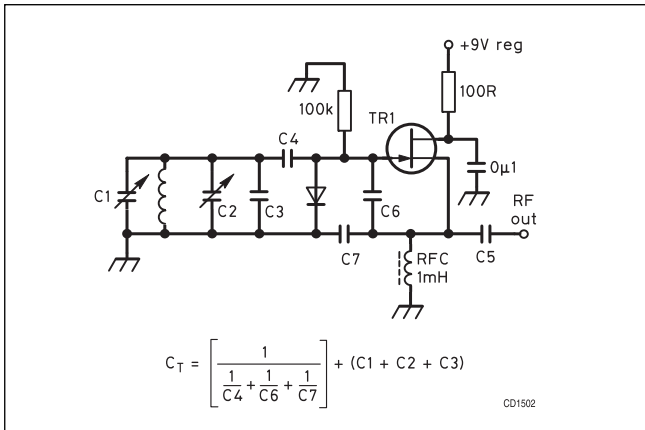 +9V reg
100R
100k
TR1
C4
0µ1
C1
C2
C3
C6
RF
out
C7
C5
RFC
1mH
C_T = [ 1 / ( 1/C4 + 1/C6 + 1/C7 ) ] + (C1 + C2 + C3)
CD1502